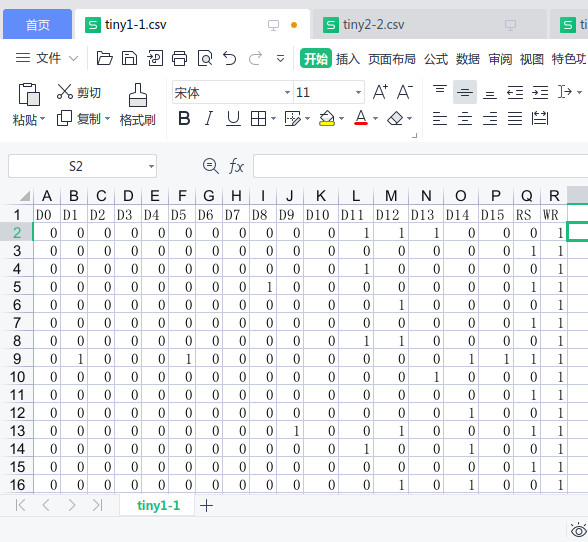 首页 S tiny1-1.csv S tiny2-2.csv S ti
文件 开始 插入 页面布局 公式 数据 审阅 视图 特色功
粘贴 剪切 复制 格式刷 宋体 11 A+ A-
B I U A
S2 fx
A B C D E F G H I J K L M N O P Q R
1 D0 D1 D2 D3 D4 D5 D6 D7 D8 D9 D10 D11 D12 D13 D14 D15 RS WR
2 0 0 0 0 0 0 0 0 0 0 0 1 1 1 0 0 0 1
3 0 0 0 0 0 0 0 0 0 0 0 0 0 0 0 0 1 1
4 0 0 0 0 0 0 0 0 0 0 0 1 0 0 0 0 0 1
5 0 0 0 0 0 0 0 0 1 0 0 0 0 0 0 0 1 1
6 0 0 0 0 0 0 0 0 0 0 0 0 1 0 0 0 0 1
7 0 0 0 0 0 0 0 0 0 0 0 0 0 0 0 0 1 1
8 0 0 0 0 0 0 0 0 0 0 0 1 1 0 0 0 0 1
9 0 1 0 0 0 1 0 0 0 0 0 0 0 0 1 1 1 1
10 0 0 0 0 0 0 0 0 0 0 0 0 0 1 0 0 0 1
11 0 0 0 0 0 0 0 0 0 0 0 0 0 0 0 0 1 1
12 0 0 0 0 0 0 0 0 0 0 0 0 0 0 1 0 0 1
13 0 0 0 0 0 0 0 0 0 1 0 0 1 0 0 0 1 1
14 0 0 0 0 0 0 0 0 0 0 0 1 0 0 1 0 0 1
15 0 0 0 0 0 0 0 0 0 0 0 0 0 0 0 0 1 1
16 0 0 0 0 0 0 0 0 0 0 0 0 1 0 1 0 0 1
tiny1-1